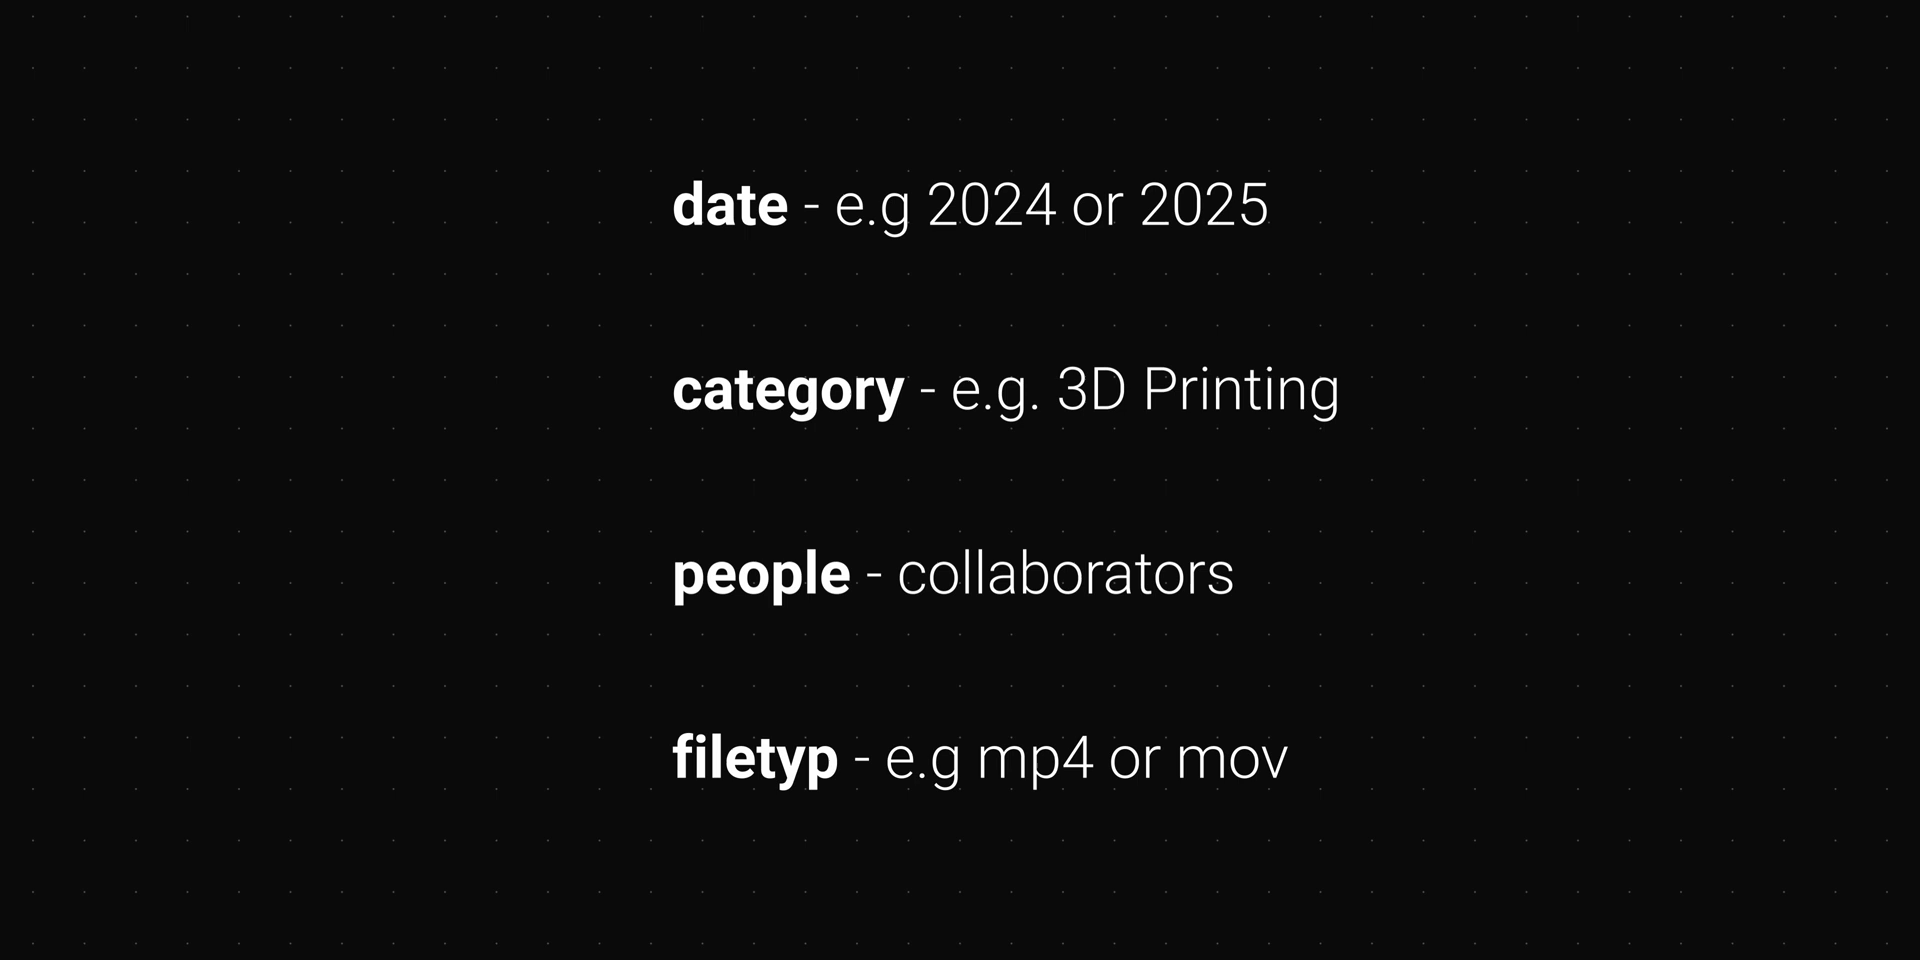 date - e.g 2024 or 2025
category - e.g. 3D Printing
people - collaborators
filetyp - e.g mp4 or mov